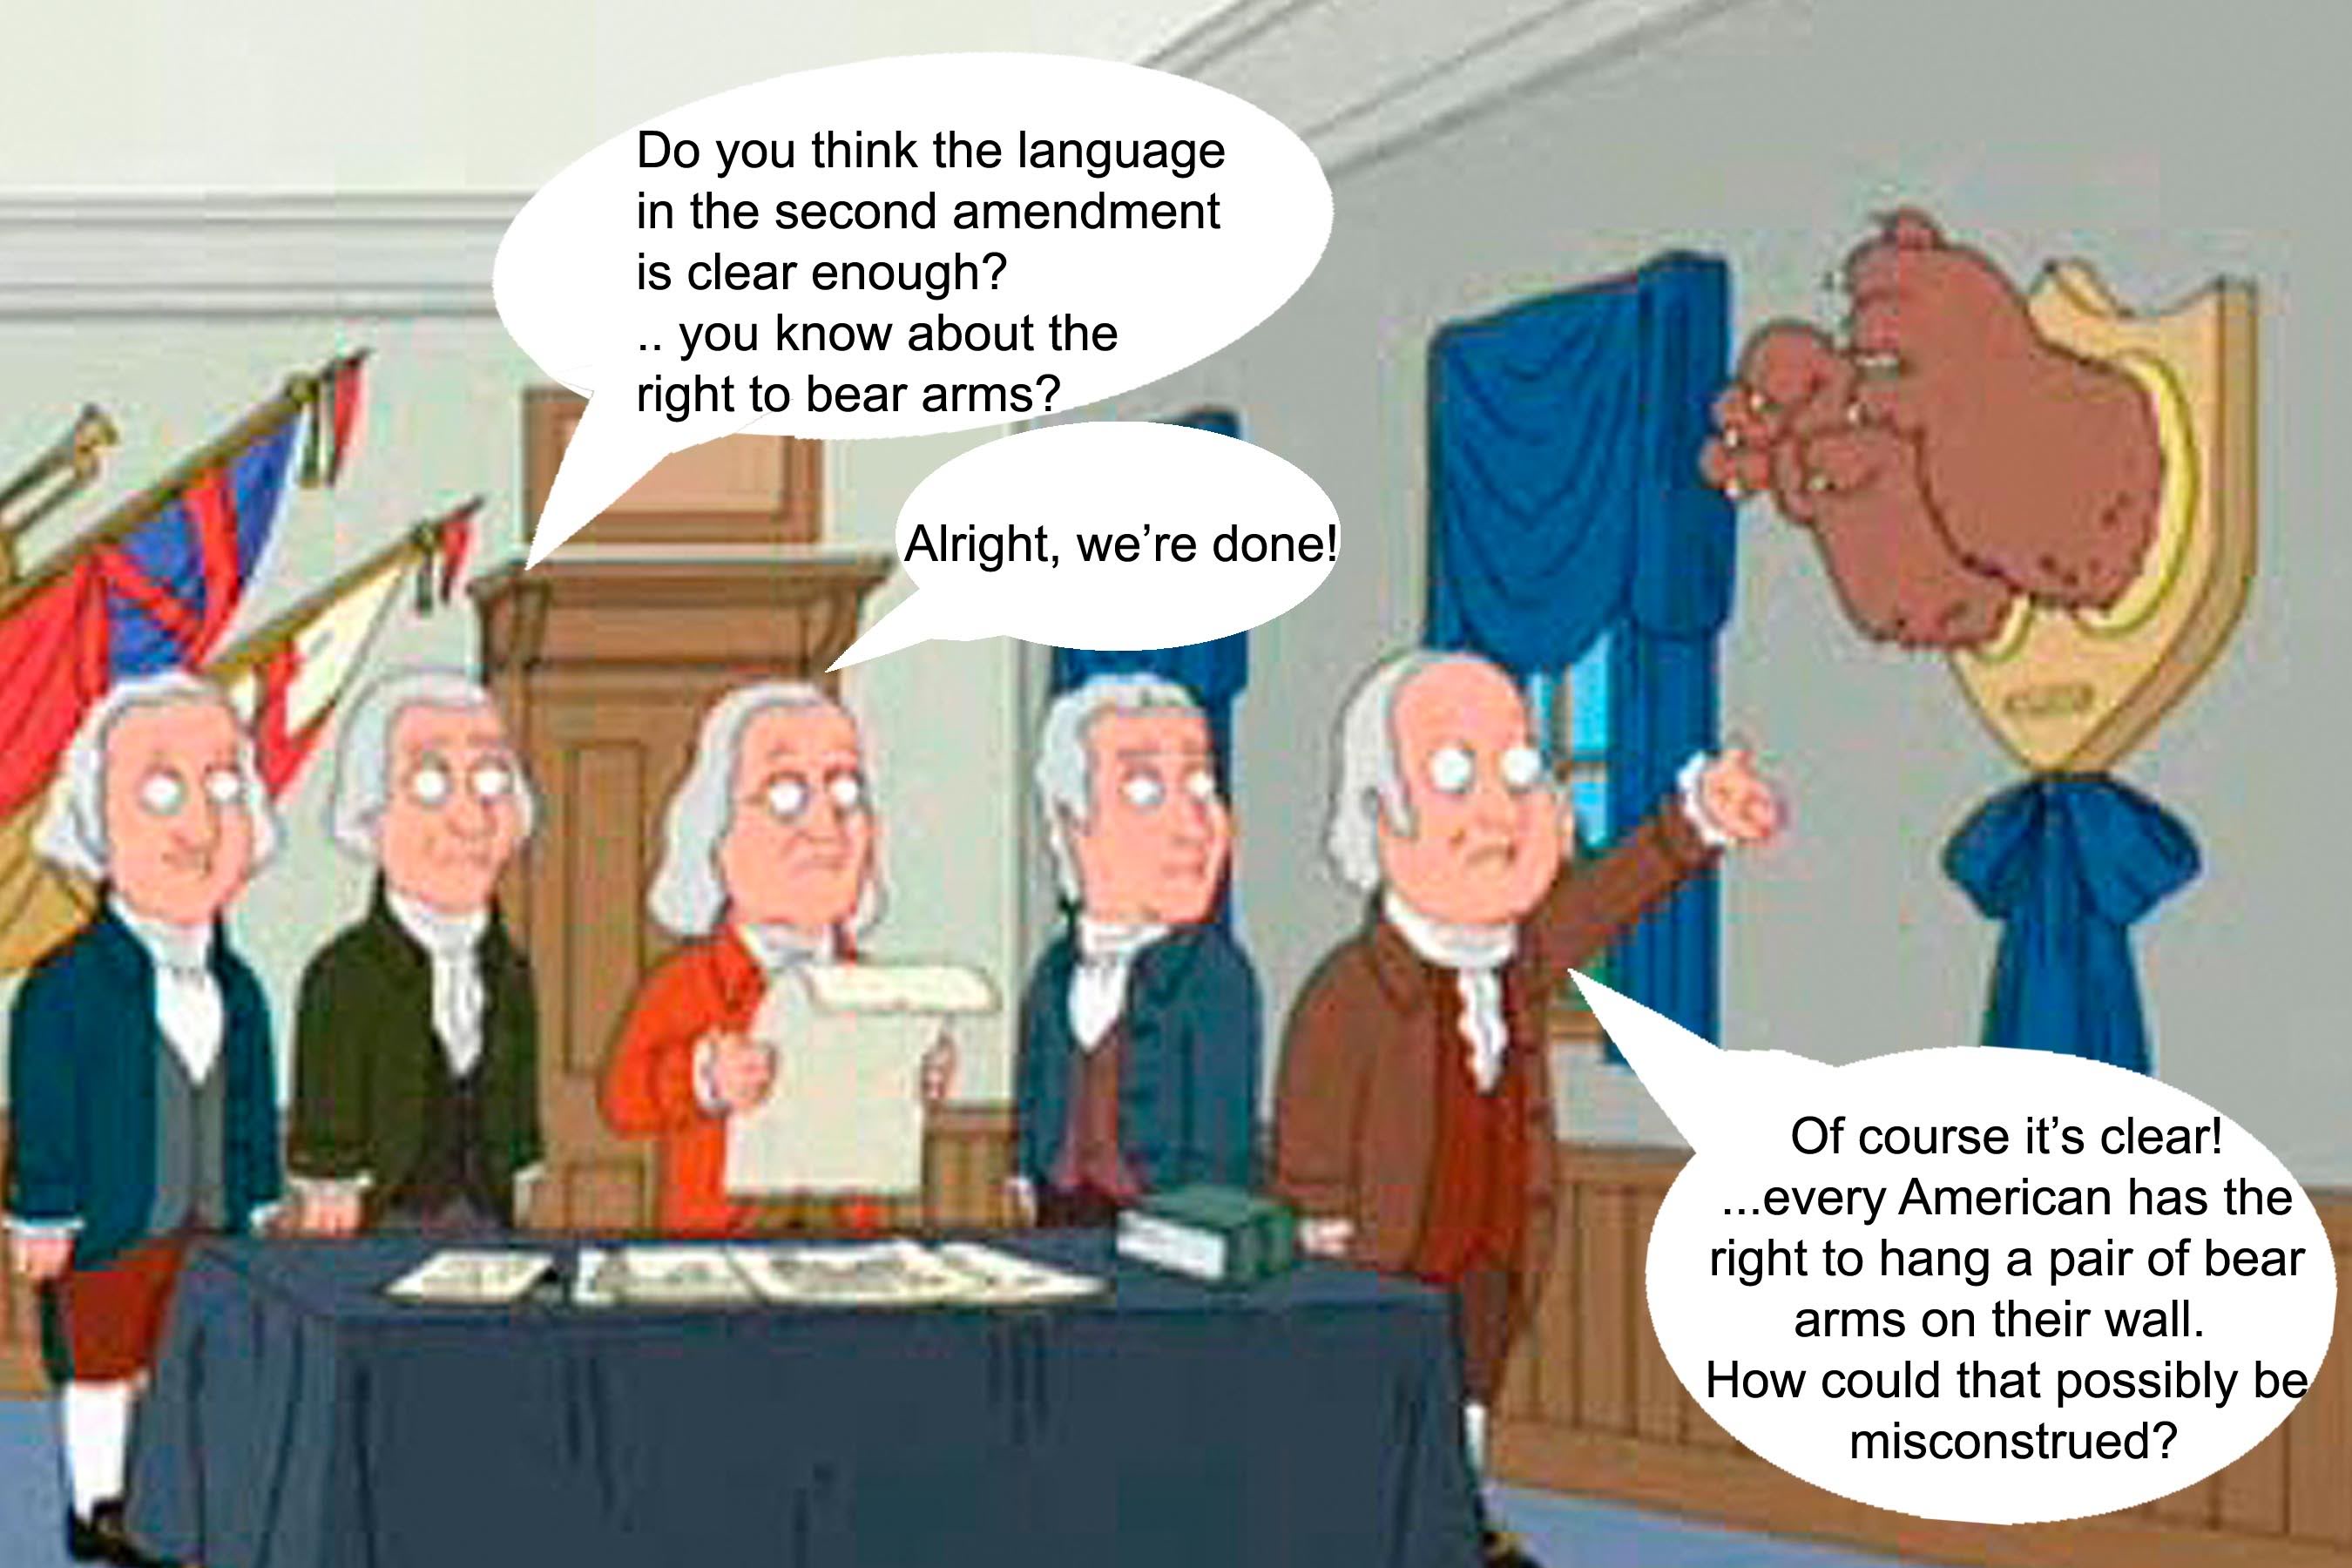 Do you think the language
in the second amendment
is clear enough?
.. you know about the
right to bear arms?
Alright, we’re done!
Of course it’s clear!
...every American has the
right to hang a pair of bear
arms on their wall.
How could that possibly be
misconstrued?